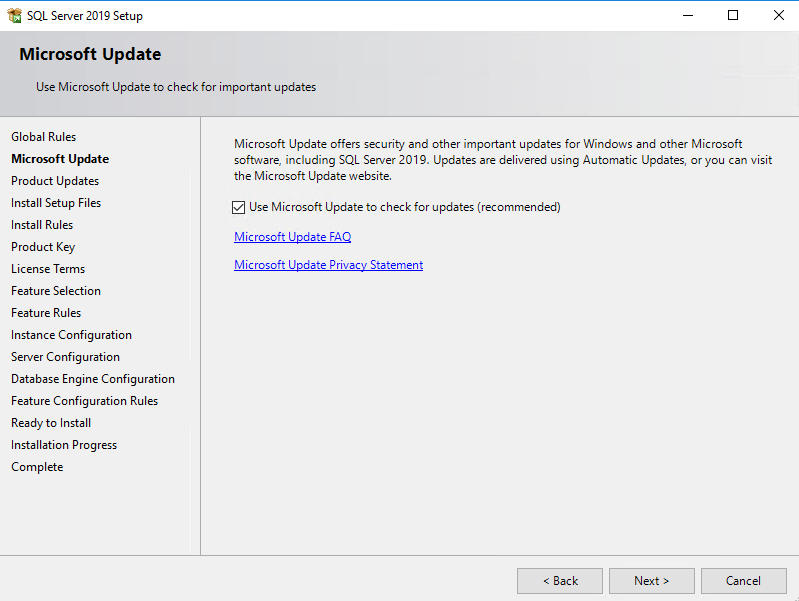 SQL Server 2019 Setup
Microsoft Update
Use Microsoft Update to check for important updates
Global Rules
Microsoft Update
Product Updates
Install Setup Files
Install Rules
Product Key
License Terms
Feature Selection
Feature Rules
Instance Configuration
Server Configuration
Database Engine Configuration
Feature Configuration Rules
Ready to Install
Installation Progress
Complete
Microsoft Update offers security and other important updates for Windows and other Microsoft
software, including SQL Server 2019. Updates are delivered using Automatic Updates, or you can visit
the Microsoft Update website.
Use Microsoft Update to check for updates (recommended)
Microsoft Update FAQ
Microsoft Update Privacy Statement
< Back
Next >
Cancel